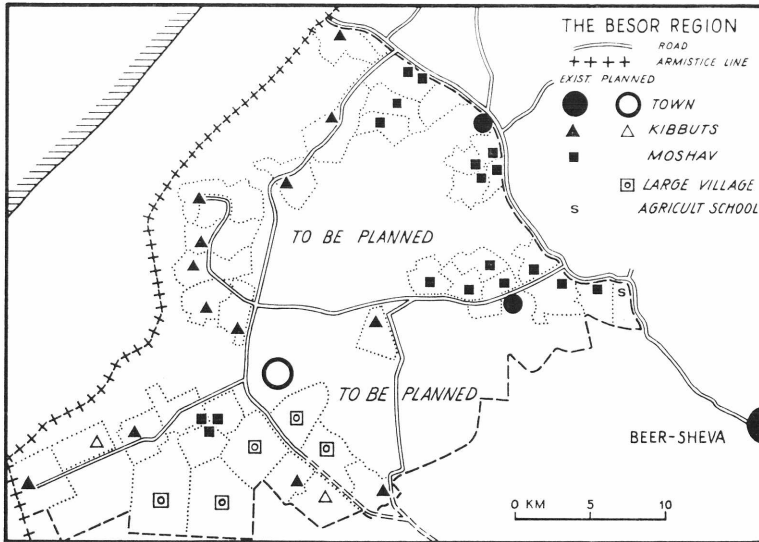 THE BESOR REGION
ROAD
ARMISTICE LINE
EXIST. PLANNED
TOWN
KIBBUTS
MOSHAV
LARGE VILLAGE
S AGRICULT SCHOOL
TO BE PLANNED
S
TO BE PLANNED
BEER-SHEVA
0 KM 5 10